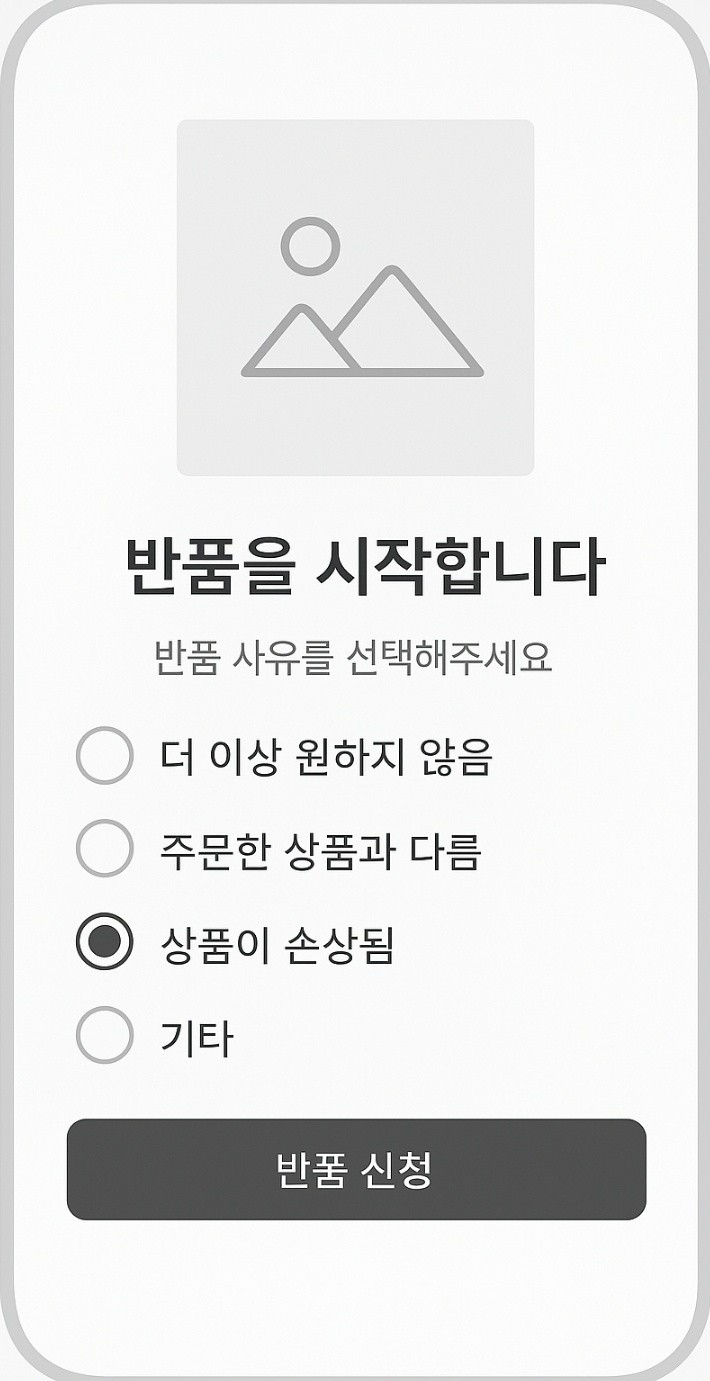 반품을 시작합니다
반품 사유를 선택해주세요
더 이상 원하지 않음
주문한 상품과 다름
상품이 손상됨
기타
반품 신청